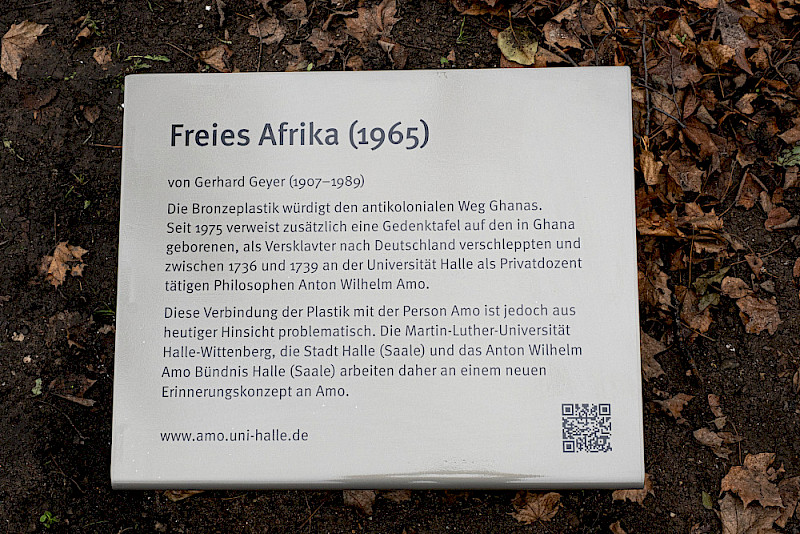 Freies Afrika (1965)
von Gerhard Geyer (1907–1989)
Die Bronzeplastik würdigt den antikolonialen Weg Ghanas.
Seit 1975 verweist zusätzlich eine Gedenktafel auf den in Ghana
geborenen, als Versklavter nach Deutschland verschleppten und
zwischen 1736 und 1739 an der Universität Halle als Privatdozent
tätigen Philosophen Anton Wilhelm Amo.
Diese Verbindung der Plastik mit der Person Amo ist jedoch aus
heutiger Hinsicht problematisch. Die Martin-Luther-Universität
Halle-Wittenberg, die Stadt Halle (Saale) und das Anton Wilhelm
Amo Bündnis Halle (Saale) arbeiten daher an einem neuen
Erinnerungskonzept an Amo.
www.amo.uni-halle.de